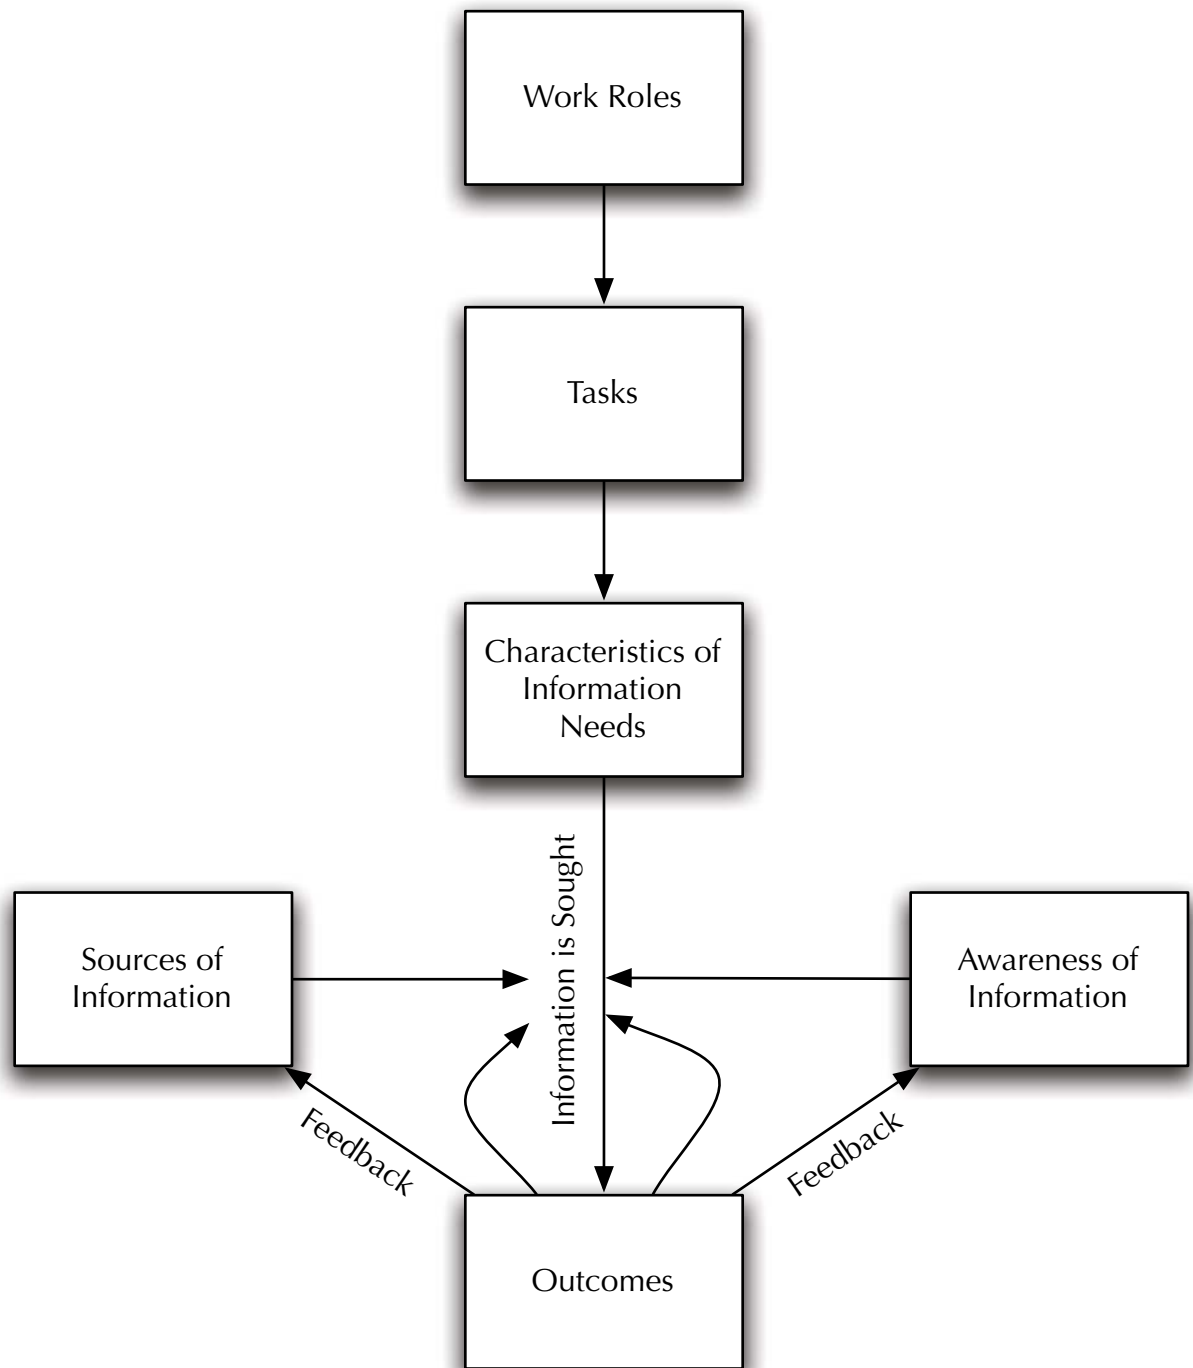 Work Roles
Tasks
Characteristics of
Information
Needs
Information is Sought
Sources of
Information
Awareness of
Information
Feedback
Feedback
Outcomes